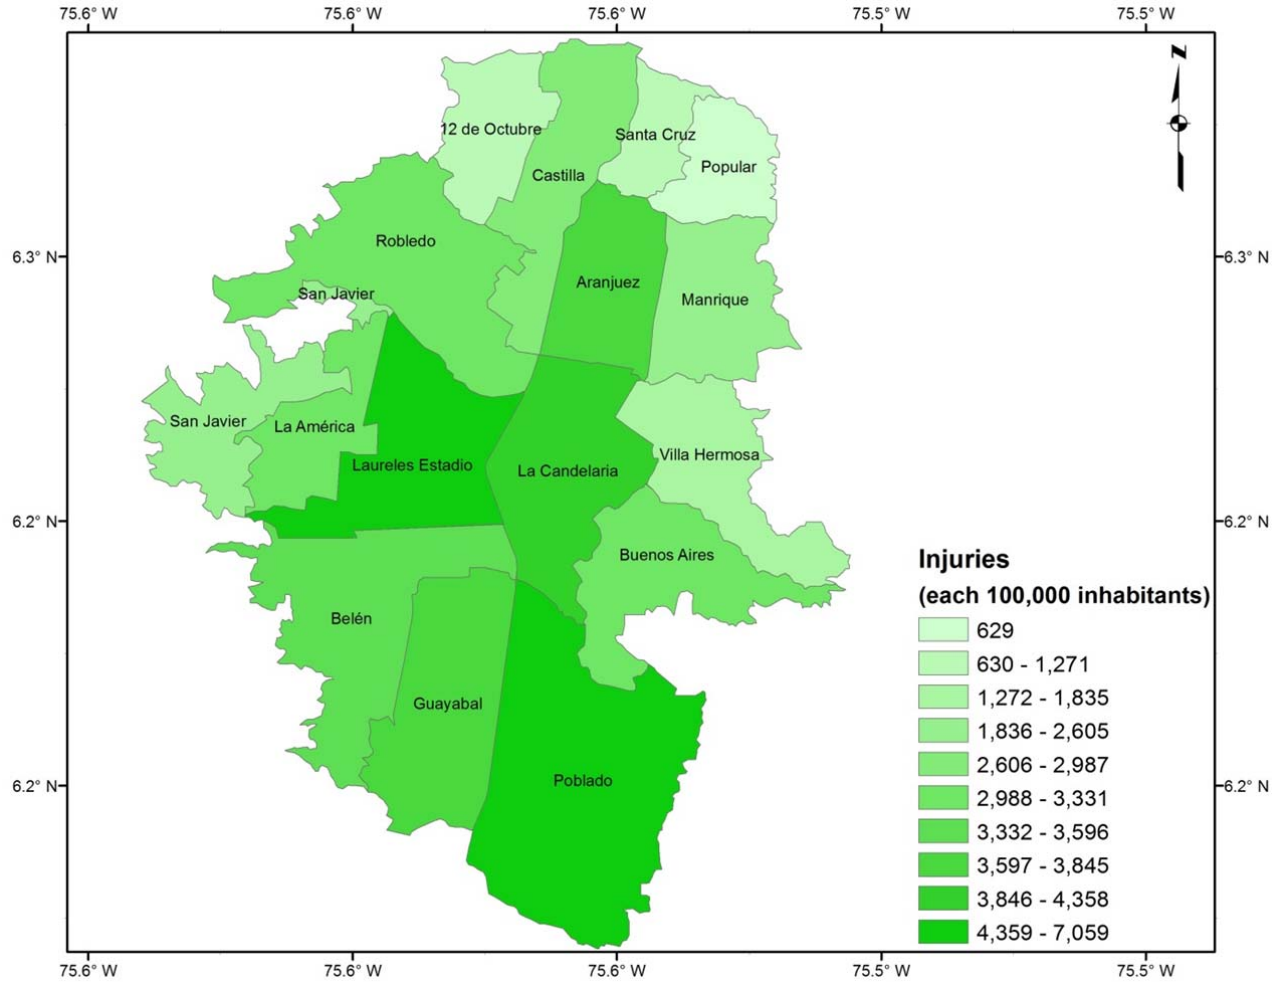 75.6° W 75.6° W 75.6° W 75.5° W 75.5° W
N
12 de Octubre
Santa Cruz
Popular
Castilla
Robledo
6.3° N
6.3° N
Aranjuez
San Javier
Manrique
San Javier
La América
Villa Hermosa
Laureles Estadio
La Candelaria
6.2° N
6.2° N
Buenos Aires
Belén
Guayabal
Poblado
6.2° N
6.2° N
Injuries
(each 100,000 inhabitants)
629
630 - 1,271
1,272 - 1,835
1,836 - 2,605
2,606 - 2,987
2,988 - 3,331
3,332 - 3,596
3,597 - 3,845
3,846 - 4,358
4,359 - 7,059
75.6° W 75.6° W 75.6° W 75.5° W 75.5° W